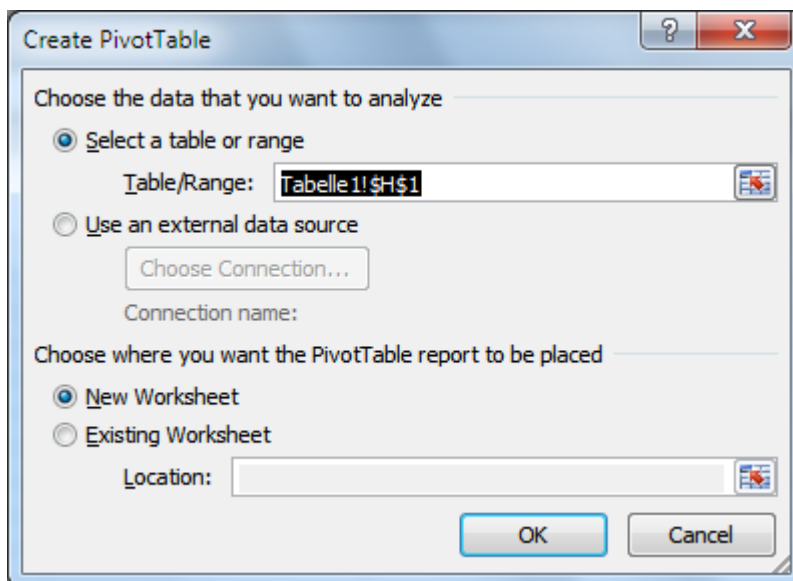 Create PivotTable
?
X
Choose the data that you want to analyze
Select a table or range
Table/Range: Tabelle1!$H$1
Use an external data source
Choose Connection...
Connection name:
Choose where you want the PivotTable report to be placed
New Worksheet
Existing Worksheet
Location:
OK Cancel